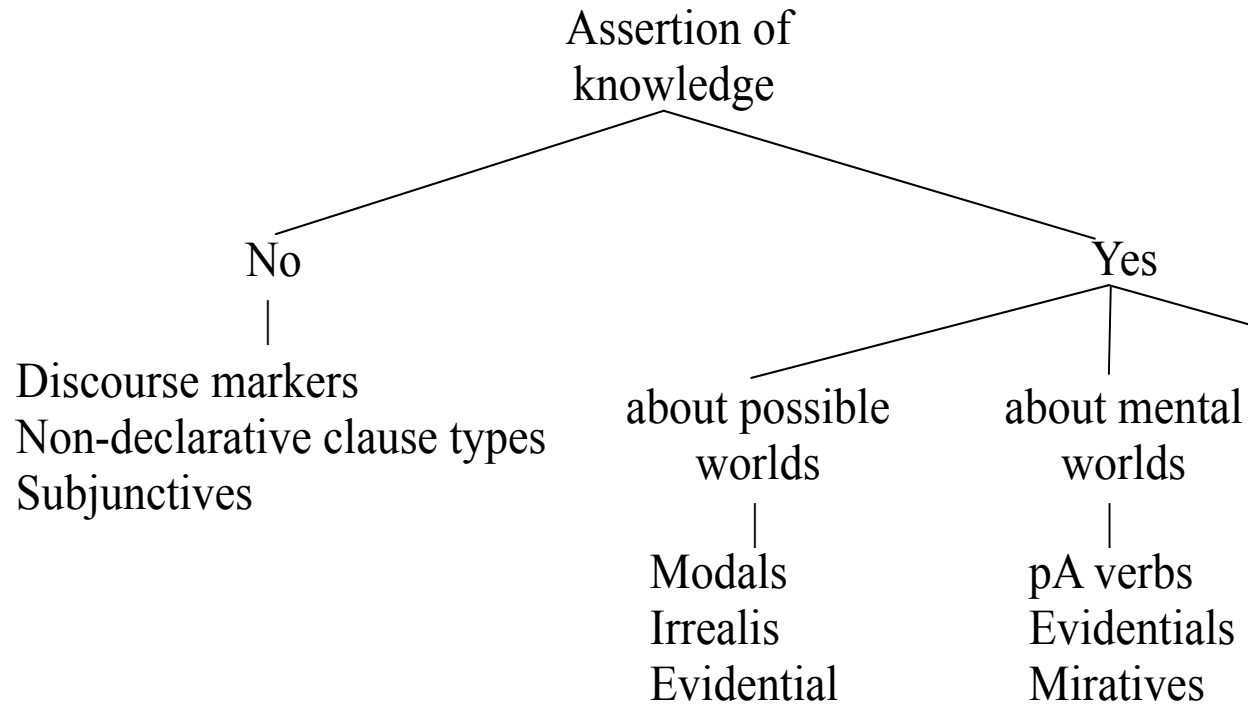 Assertion of
knowledge
No
Yes
Discourse markers
Non-declarative clause types
Subjunctives
about possible
worlds
about mental
worlds
Modals
Irrealis
Evidential
pA verbs
Evidentials
Miratives